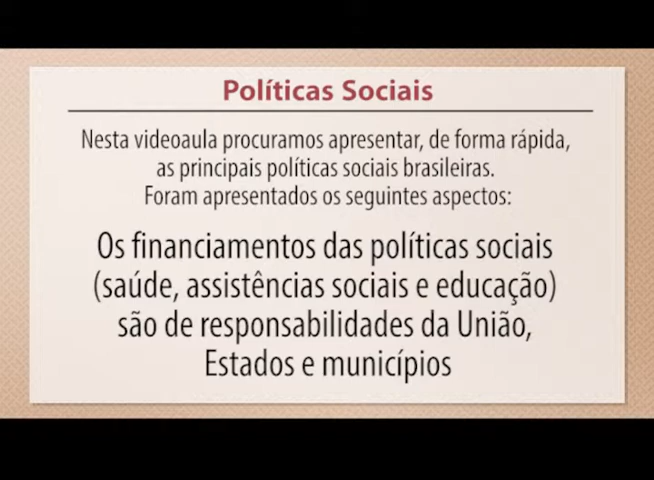 Políticas Sociais
Nesta videoaula procuramos apresentar, de forma rápida,
as principais políticas sociais brasileiras.
Foram apresentados os seguintes aspectos:
Os financiamentos das políticas sociais
(saúde, assistências sociais e educação)
são de responsabilidades da União,
Estados e municípios